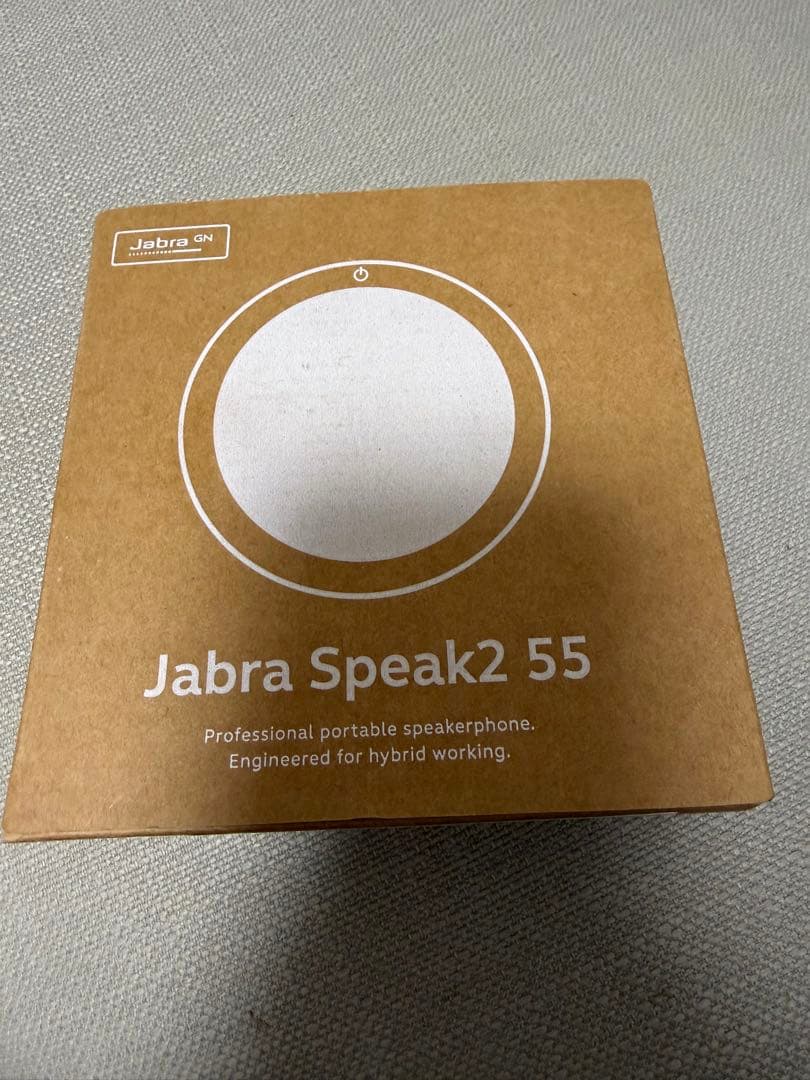 Jabra GN
Jabra Speak2 55
Professional portable speakerphone.
Engineered for hybrid working.